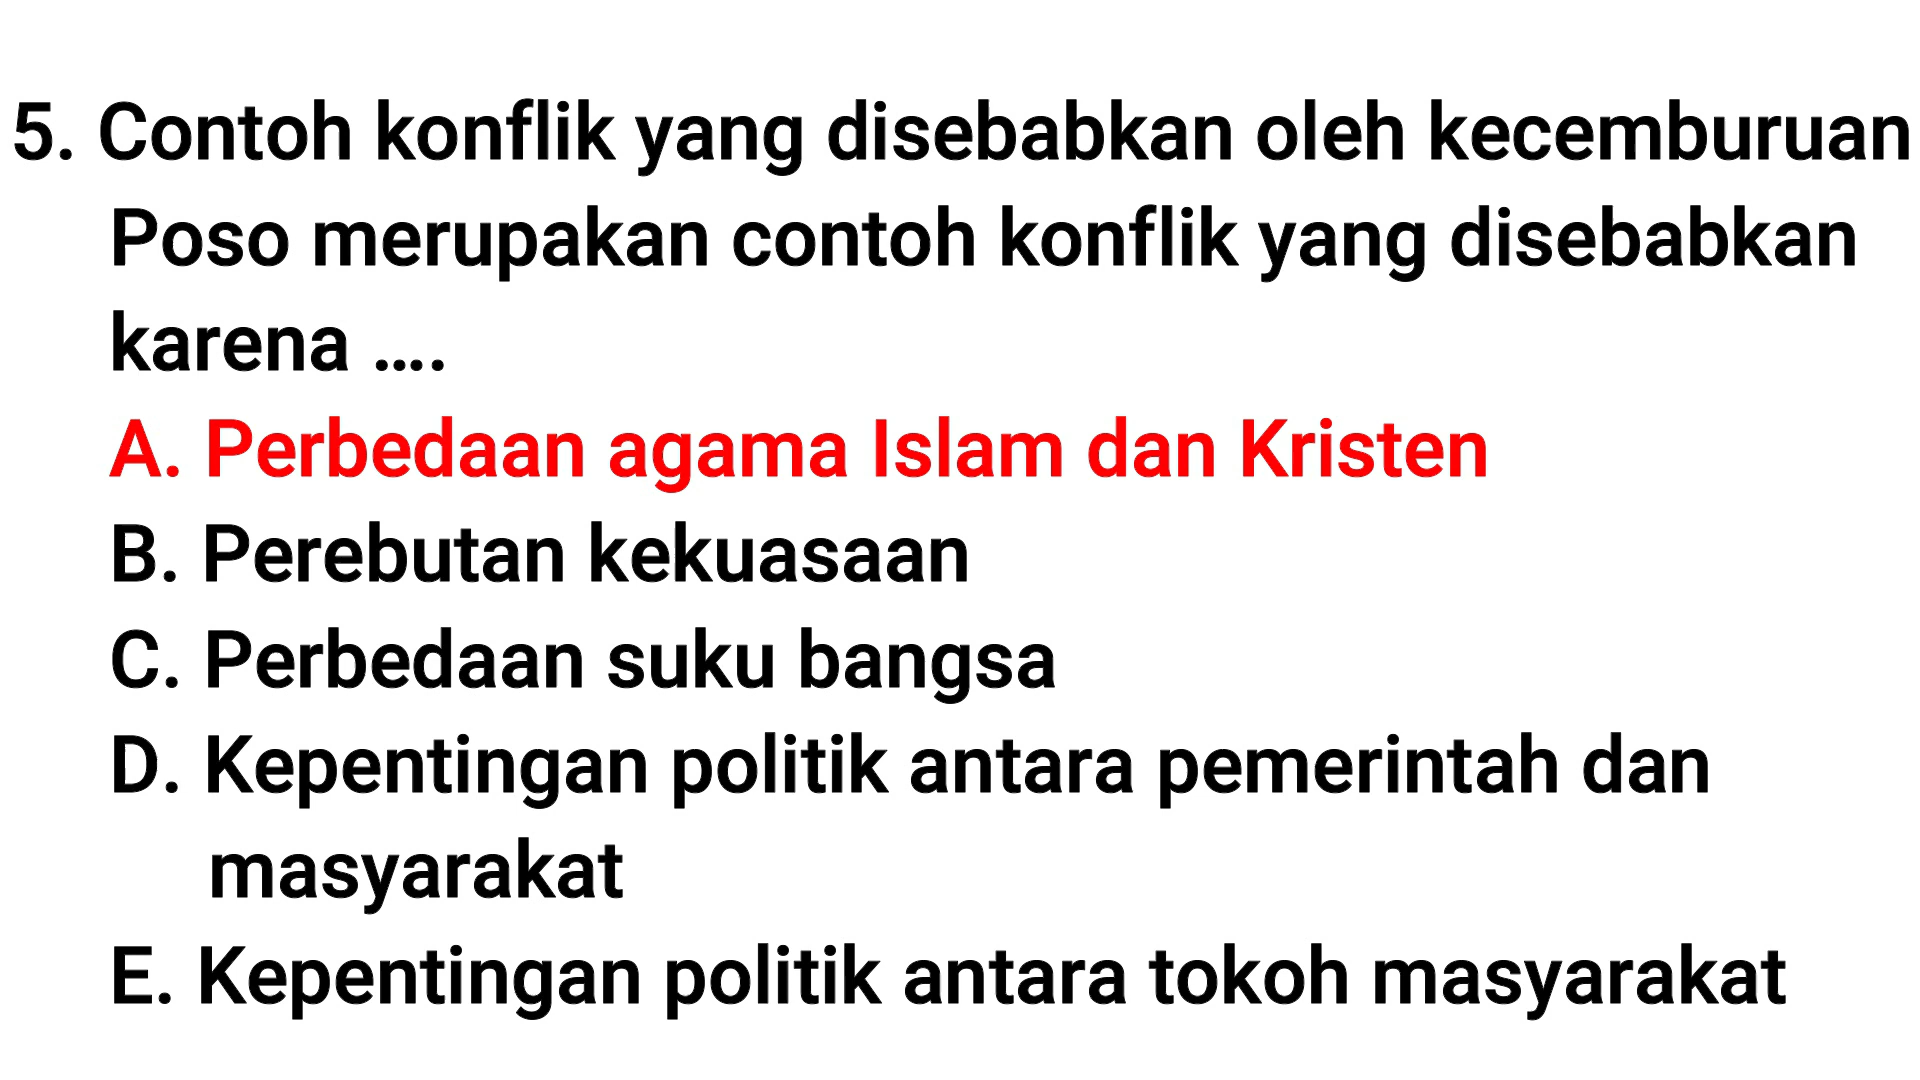 5. Contoh konflik yang disebabkan oleh kecemburuan
Poso merupakan contoh konflik yang disebabkan
karena ....
A. Perbedaan agama Islam dan Kristen
B. Perebutan kekuasaan
C. Perbedaan suku bangsa
D. Kepentingan politik antara pemerintah dan
masyarakat
E. Kepentingan politik antara tokoh masyarakat